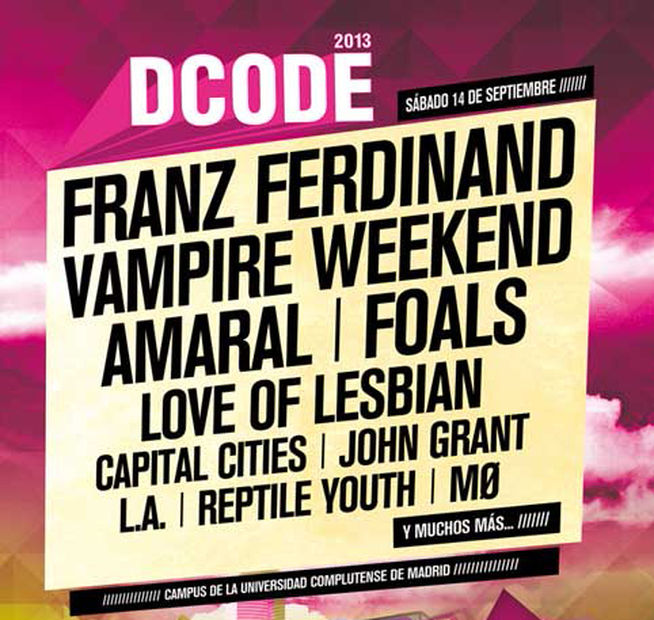 2013
DCODE
SÁBADO 14 DE SEPTIEMBRE ///////
FRANZ FERDINAND
VAMPIRE WEEKEND
AMARAL | FOALS
LOVE OF LESBIAN
CAPITAL CITIES | JOHN GRANT
L.A. | REPTILE YOUTH | MØ
Y MUCHOS MÁS... ///////
/////////////// CAMPUS DE LA UNIVERSIDAD COMPLUTENSE DE MADRID ////////////////